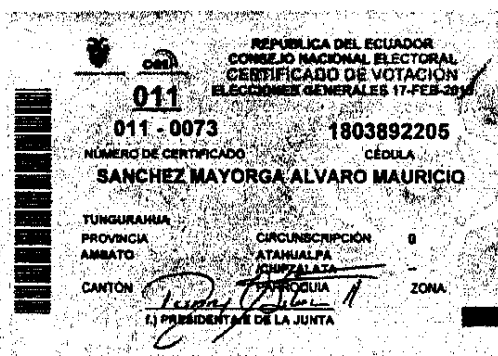 REPÚBLICA DEL ECUADOR
CONSEJO NACIONAL ELECTORAL
cne
CERTIFICADO DE VOTACIÓN
ELECCIONES GENERALES 17-FEB-2013
011
011 - 0073
1803892205
NÚMERO DE CERTIFICADO
CÉDULA
SANCHEZ MAYORGA ALVARO MAURICIO
TUNGURAHUA
PROVINCIA
CIRCUNSCRIPCIÓN
0
AMBATO
ATAHUALPA
CANTÓN
PARROQUIA
ZONA
f.) PRESIDENTA/E DE LA JUNTA